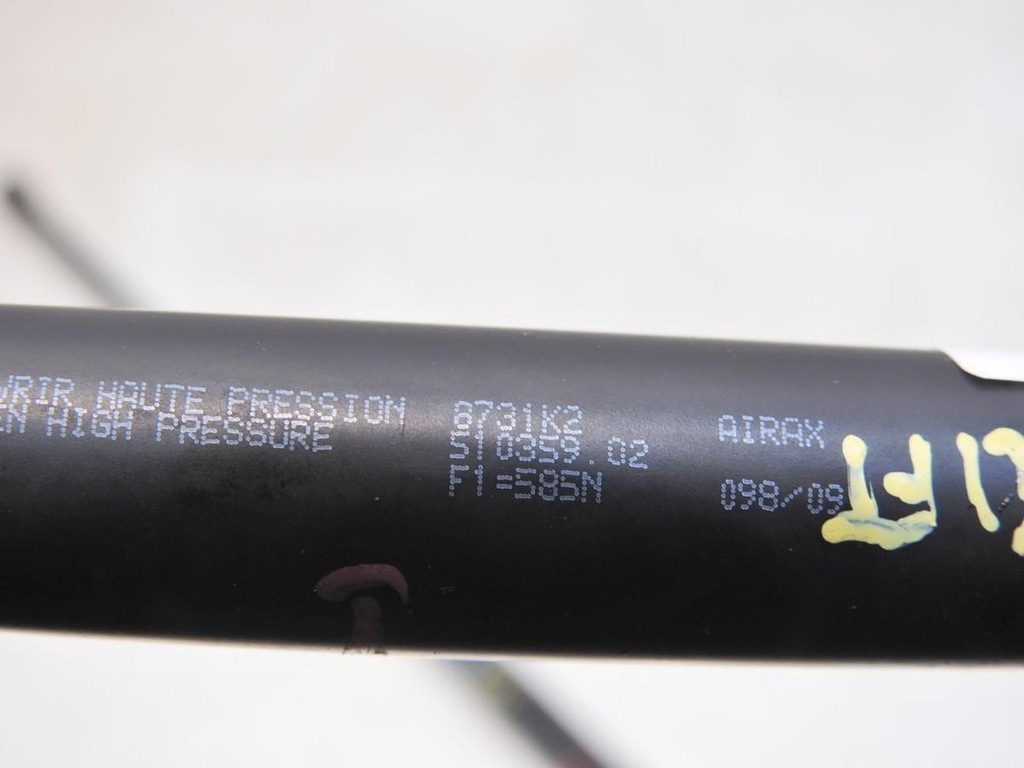 HAUTE PRESSION
HIGH PRESSURE
8731K2
510359.02
F1=585N
AIRAX
098/09